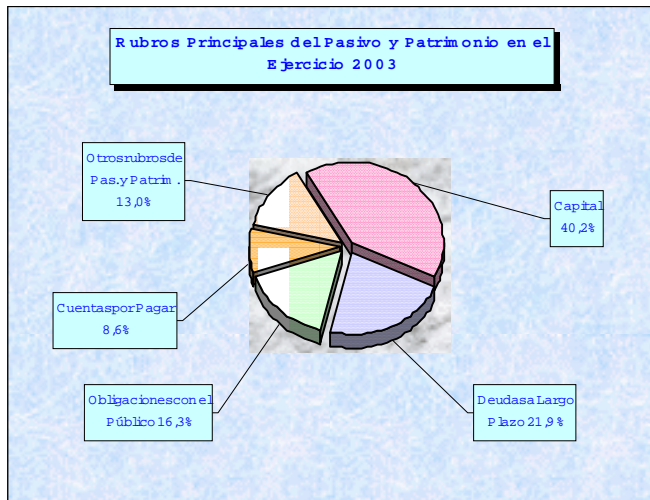 Rubros Principales del Pasivo y Patrimonio en el
Ejercicio 2003
Otros rubros de
Pas. y Patrim.
13,0%
Capital
40,2%
Cuentas por Pagar
8,6%
Obligaciones con el
Público 16,3%
Deudas a Largo
Plazo 21,9%